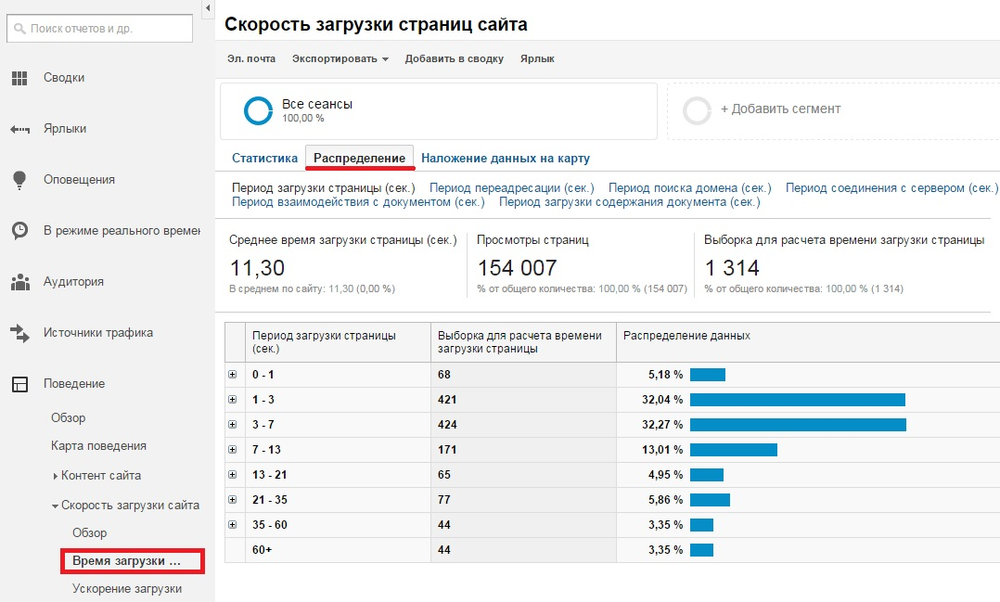 Поиск отчетов и др.
Сводки
Ярлыки
Оповещения
В режиме реального времен
Аудитория
Источники трафика
Поведение
Обзор
Карта поведения
Контент сайта
Скорость загрузки сайта
Обзор
Время загрузки ...
Ускорение загрузки
Скорость загрузки страниц сайта
Эл. почта Экспортировать Добавить в сводку Ярлык
Все сеансы
100,00 %
+ Добавить сегмент
Статистика Распределение Наложение данных на карту
Период загрузки страницы (сек.) Период переадресации (сек.) Период поиска домена (сек.) Период соединения с сервером (сек.)
Период взаимодействия с документом (сек.) Период загрузки содержания документа (сек.)
Среднее время загрузки страницы (сек.)
11,30
В среднем по сайту: 11,30 (0,00 %)
Просмотры страниц
154 007
% от общего количества: 100,00 % (154 007)
Выборка для расчета времени загрузки страницы
1 314
% от общего количества: 100,00 % (1 314)
Период загрузки страницы
(сек.)
Выборка для расчета времени
загрузки страницы
Распределение данных
0 - 1 68 5,18 %
1 - 3 421 32,04 %
3 - 7 424 32,27 %
7 - 13 171 13,01 %
13 - 21 65 4,95 %
21 - 35 77 5,86 %
35 - 60 44 3,35 %
60+ 44 3,35 %